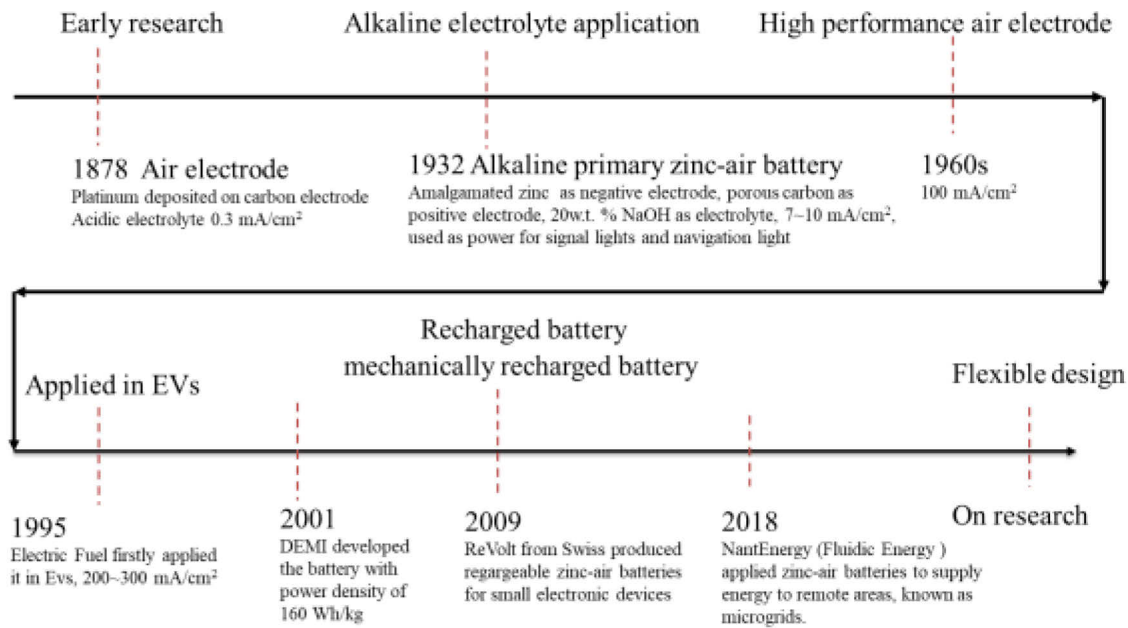 Early research
Alkaline electrolyte application
High performance air electrode
1878 Air electrode
Platinum deposited on carbon electrode
Acidic electrolyte 0.3 mA/cm²
1932 Alkaline primary zinc-air battery
Amalgamated zinc as negative electrode, porous carbon as
positive electrode, 20w.t. % NaOH as electrolyte, 7~10 mA/cm²,
used as power for signal lights and navigation light
1960s
100 mA/cm²
Applied in EVs
Recharged battery
mechanically recharged battery
Flexible design
1995
Electric Fuel firstly applied
it in Evs, 200~300 mA/cm²
2001
DEMI developed
the battery with
power density of
160 Wh/kg
2009
ReVolt from Swiss produced
regargeable zinc-air batteries
for small electronic devices
2018
NantEnergy (Fluidic Energy )
applied zinc-air batteries to supply
energy to remote areas, known as
microgrids.
On research